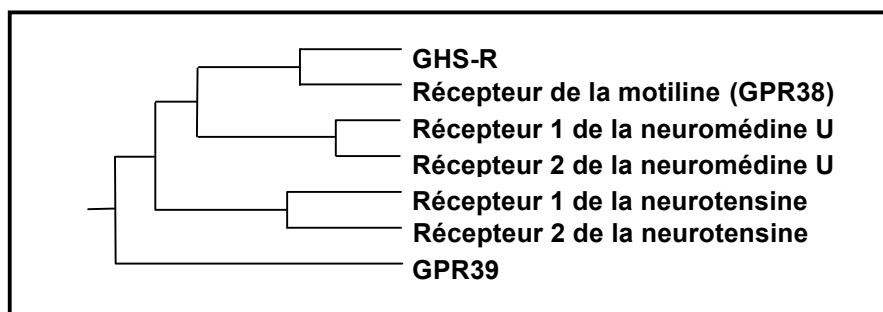 GHS-R
Récepteur de la motiline (GPR38)
Récepteur 1 de la neuromédine U
Récepteur 2 de la neuromédine U
Récepteur 1 de la neurotensine
Récepteur 2 de la neurotensine
GPR39